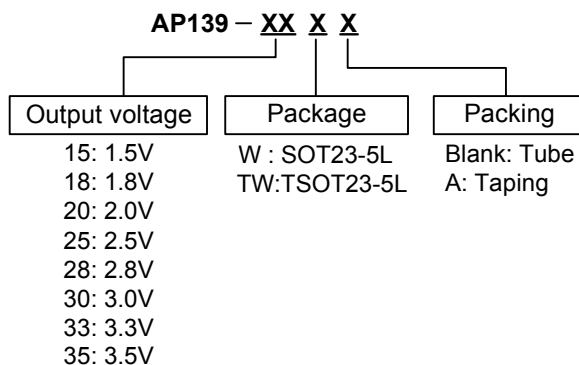 AP139 – XX X X
Output voltage
15: 1.5V
18: 1.8V
20: 2.0V
25: 2.5V
28: 2.8V
30: 3.0V
33: 3.3V
35: 3.5V
Package
W : SOT23-5L
TW:TSOT23-5L
Packing
Blank: Tube
A: Taping